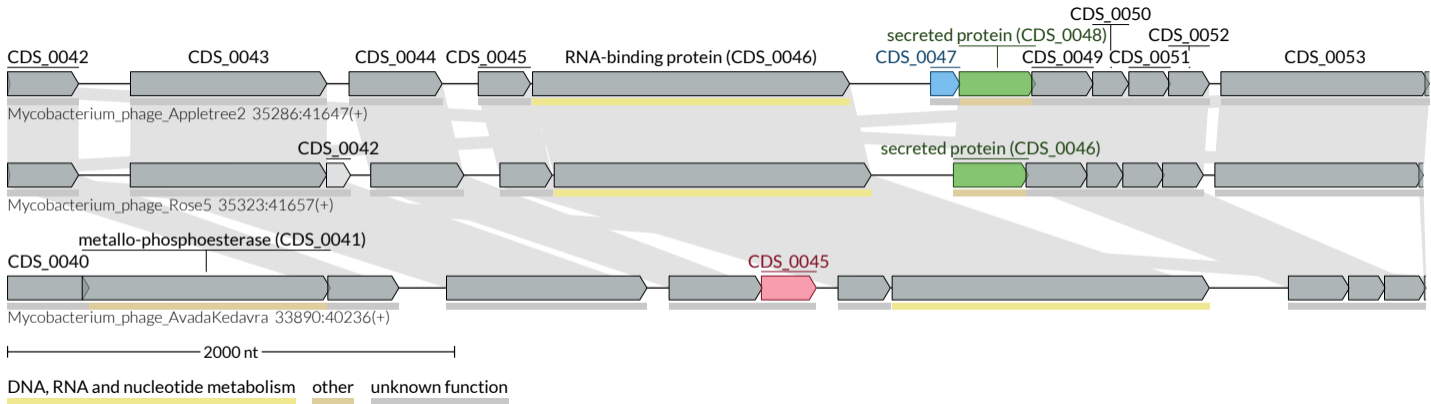 CDS_0050
secreted protein (CDS_0048) CDS_0052
CDS_0042 CDS_0043 CDS_0044 CDS_0045 RNA-binding protein (CDS_0046) CDS_0047 CDS_0049 CDS_0051 CDS_0053
Mycobacterium_phage_Appletree2 35286:41647(+)
CDS_0042 secreted protein (CDS_0046)
Mycobacterium_phage_Rose5 35323:41657(+)
metallo-phosphoesterase (CDS_0041)
CDS_0040 CDS_0045
Mycobacterium_phage_AvadaKedavra 33890:40236(+)
2000 nt
DNA, RNA and nucleotide metabolism other unknown function